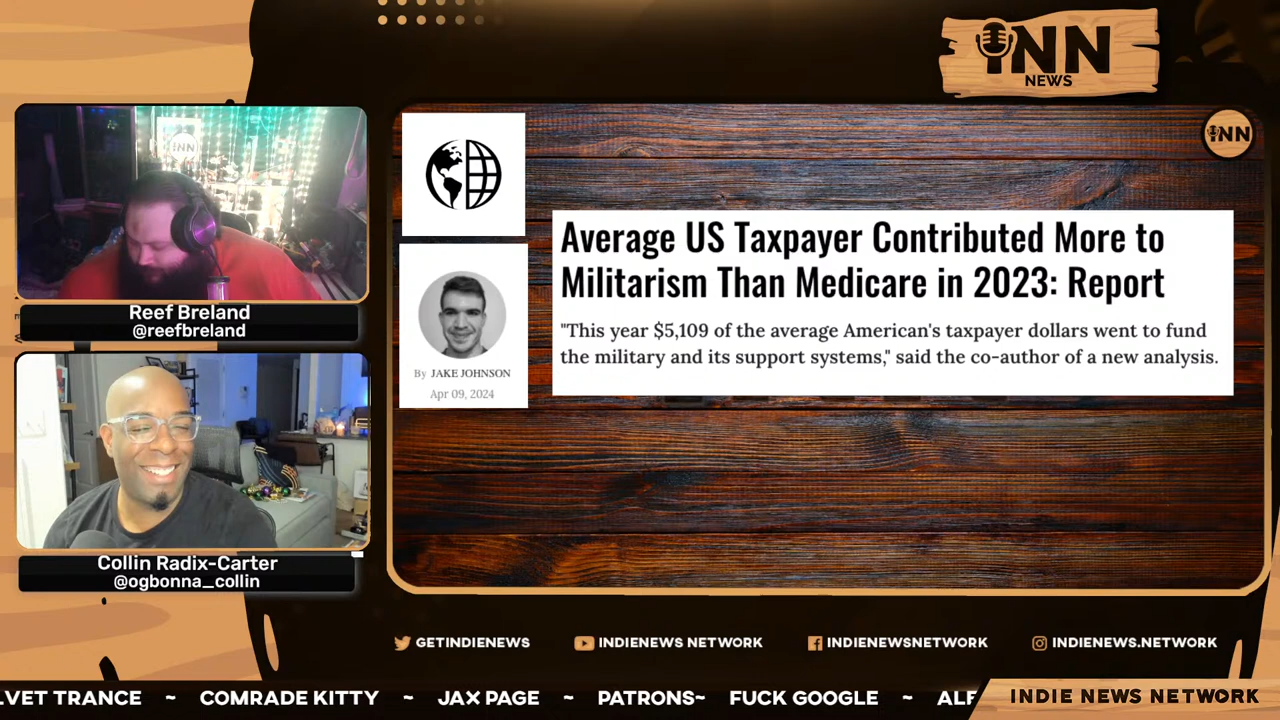 iNN
NEWS
iNN
Average US Taxpayer Contributed More to
Militarism Than Medicare in 2023: Report
"This year $5,109 of the average American's taxpayer dollars went to fund
the military and its support systems," said the co-author of a new analysis.
By JAKE JOHNSON
Apr 09, 2024
iNN
Reef Breland
@reefbreland
Collin Radix-Carter
@ogbonna_collin
GETINDIENEWS
INDIENEWS NETWORK
INDIENEWSNETWORK
INDIENEWS.NETWORK
LVET TRANCE ~ COMRADE KITTY ~ JAX PAGE ~ PATRONS~ FUCK GOOGLE ~ ALF
INDIE NEWS NETWORK